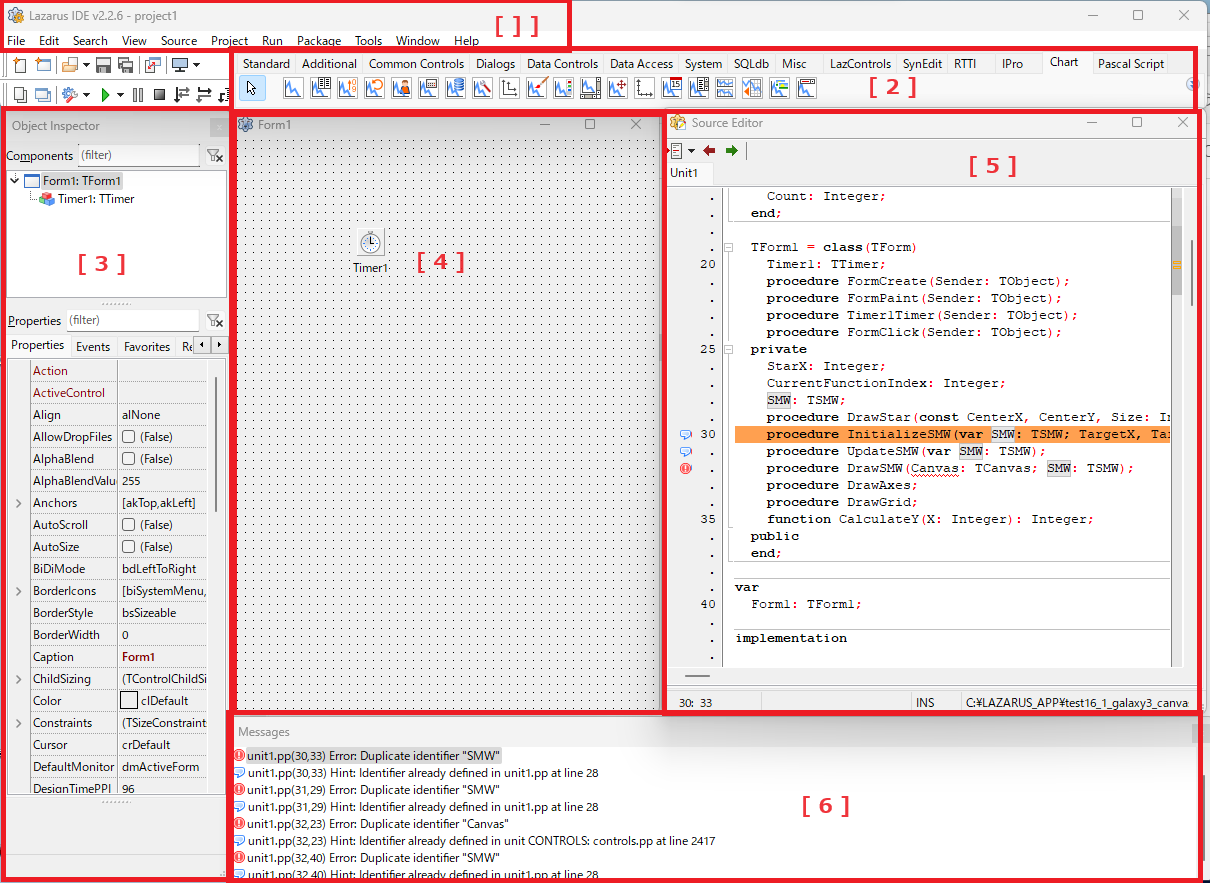 Lazarus IDE v2.2.6 - project1
[ ] ]
File Edit Search View Source Project Run Package Tools Window Help
Standard Additional Common Controls Dialogs Data Controls Data Access System SQLdb Misc LazControls SynEdit RTTI IPro Chart Pascal Script
[ 2 ]
Object Inspector
Components (filter)
Form1: TForm1
Timer1: TTimer
[ 3 ]
Properties (filter)
Properties Events Favorites Re
Action
ActiveControl
Align alNone
AllowDropFiles (False)
AlphaBlend (False)
AlphaBlendValu 255
Anchors [akTop,akLeft]
AutoScroll (False)
AutoSize (False)
BiDiMode bdLeftToRight
BorderIcons [biSystemMenu,
BorderStyle bsSizeable
BorderWidth 0
Caption Form1
ChildSizing (TControlChildSi
Color clDefault
Constraints (TSizeConstraint
Cursor crDefault
DefaultMonitor dmActiveForm
DesignTimePPI 96
Form1
Timer1
[ 4 ]
Source Editor
[ 5 ]
Unit1
. Count: Integer;
. end;
.
. TForm1 = class(TForm)
20 Timer1: TTimer;
. procedure FormCreate(Sender: TObject);
. procedure FormPaint(Sender: TObject);
. procedure Timer1Timer(Sender: TObject);
. procedure FormClick(Sender: TObject);
25 private
. StarX: Integer;
. CurrentFunctionIndex: Integer;
. SMW: TSMW;
. procedure DrawStar(const CenterX, CenterY, Size: In
30 procedure InitializeSMW(var SMW: TSMW; TargetX, Tar
. procedure UpdateSMW(var SMW: TSMW);
. procedure DrawSMW(Canvas: TCanvas; SMW: TSMW);
. procedure DrawAxes;
. procedure DrawGrid;
35 function CalculateY(X: Integer): Integer;
. public
. end;
.
. var
40 Form1: TForm1;
.
. implementation
.
30: 33 INS C:¥LAZARUS_APP¥test16_1_galaxy3_canvas
Messages
unit1.pp(30,33) Error: Duplicate identifier "SMW"
unit1.pp(30,33) Hint: Identifier already defined in unit1.pp at line 28
unit1.pp(31,29) Error: Duplicate identifier "SMW"
unit1.pp(31,29) Hint: Identifier already defined in unit1.pp at line 28
unit1.pp(32,23) Error: Duplicate identifier "Canvas"
unit1.pp(32,23) Hint: Identifier already defined in unit CONTROLS: controls.pp at line 2417
unit1.pp(32,40) Error: Duplicate identifier "SMW"
unit1.pp(32,40) Hint: Identifier already defined in unit1.pp at line 28
[ 6 ]